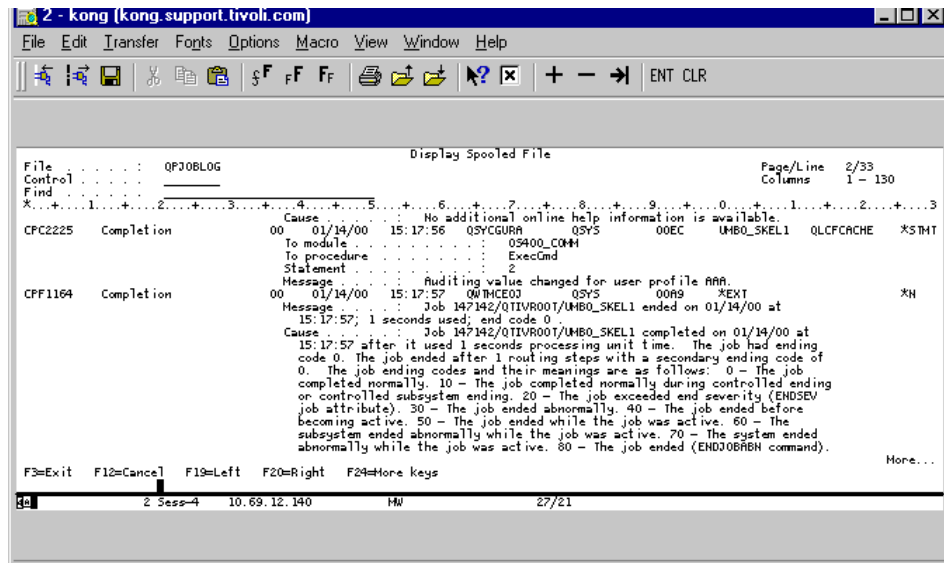 2 - kong (kong.support.tivoli.com)
File Edit Transfer Fonts Options Macro View Window Help
ENT CLR
Display Spooled File
File . . . . . : QPJOBLOG Page/Line 2/33
Control . . . . . Columns 1 - 130
Find . . . . . .
*...+....1....+....2....+....3....+....4....+....5....+....6....+....7....+....8....+....9....+....0....+....1....+....2....+....3
Cause . . . . . : No additional online help information is available.
CPC2225 Completion 00 01/14/00 15:17:56 QSYCGURA QSYS 00EC UMBO_SKEL1 QLCFCACHE *STMT
To module . . . . . . . . . : OS400_COMM
To procedure . . . . . . . : ExecCmd
Statement . . . . . . . . . : 2
Message . . . . : Auditing value changed for user profile AAA.
CPF1164 Completion 00 01/14/00 15:17:57 QWTMCEOJ QSYS 00A9 *EXT *N
Message . . . . : Job 147142/QTIVROOT/UMBO_SKEL1 ended on 01/14/00 at
15:17:57; 1 seconds used; end code 0 .
Cause . . . . . : Job 147142/QTIVROOT/UMBO_SKEL1 completed on 01/14/00 at
15:17:57 after it used 1 seconds processing unit time. The job had ending
code 0. The job ended after 1 routing steps with a secondary ending code of
0. The job ending codes and their meanings are as follows: 0 - The job
completed normally. 10 - The job completed normally during controlled ending
or controlled subsystem ending. 20 - The job exceeded end severity (ENDSEV
job attribute). 30 - The job ended abnormally. 40 - The job ended before
becoming active. 50 - The job ended while the job was active. 60 - The
subsystem ended abnormally while the job was active. 70 - The system ended
abnormally while the job was active. 80 - The job ended (ENDJOBABN command).
More...
F3=Exit F12=Cancel F19=Left F20=Right F24=More keys
2 Sess-4 10.69.12.140 MW 27/21